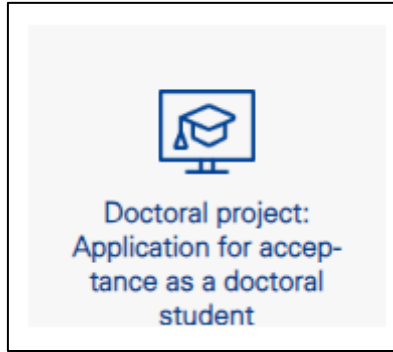 Doctoral project:
Application for accep-
tance as a doctoral
student